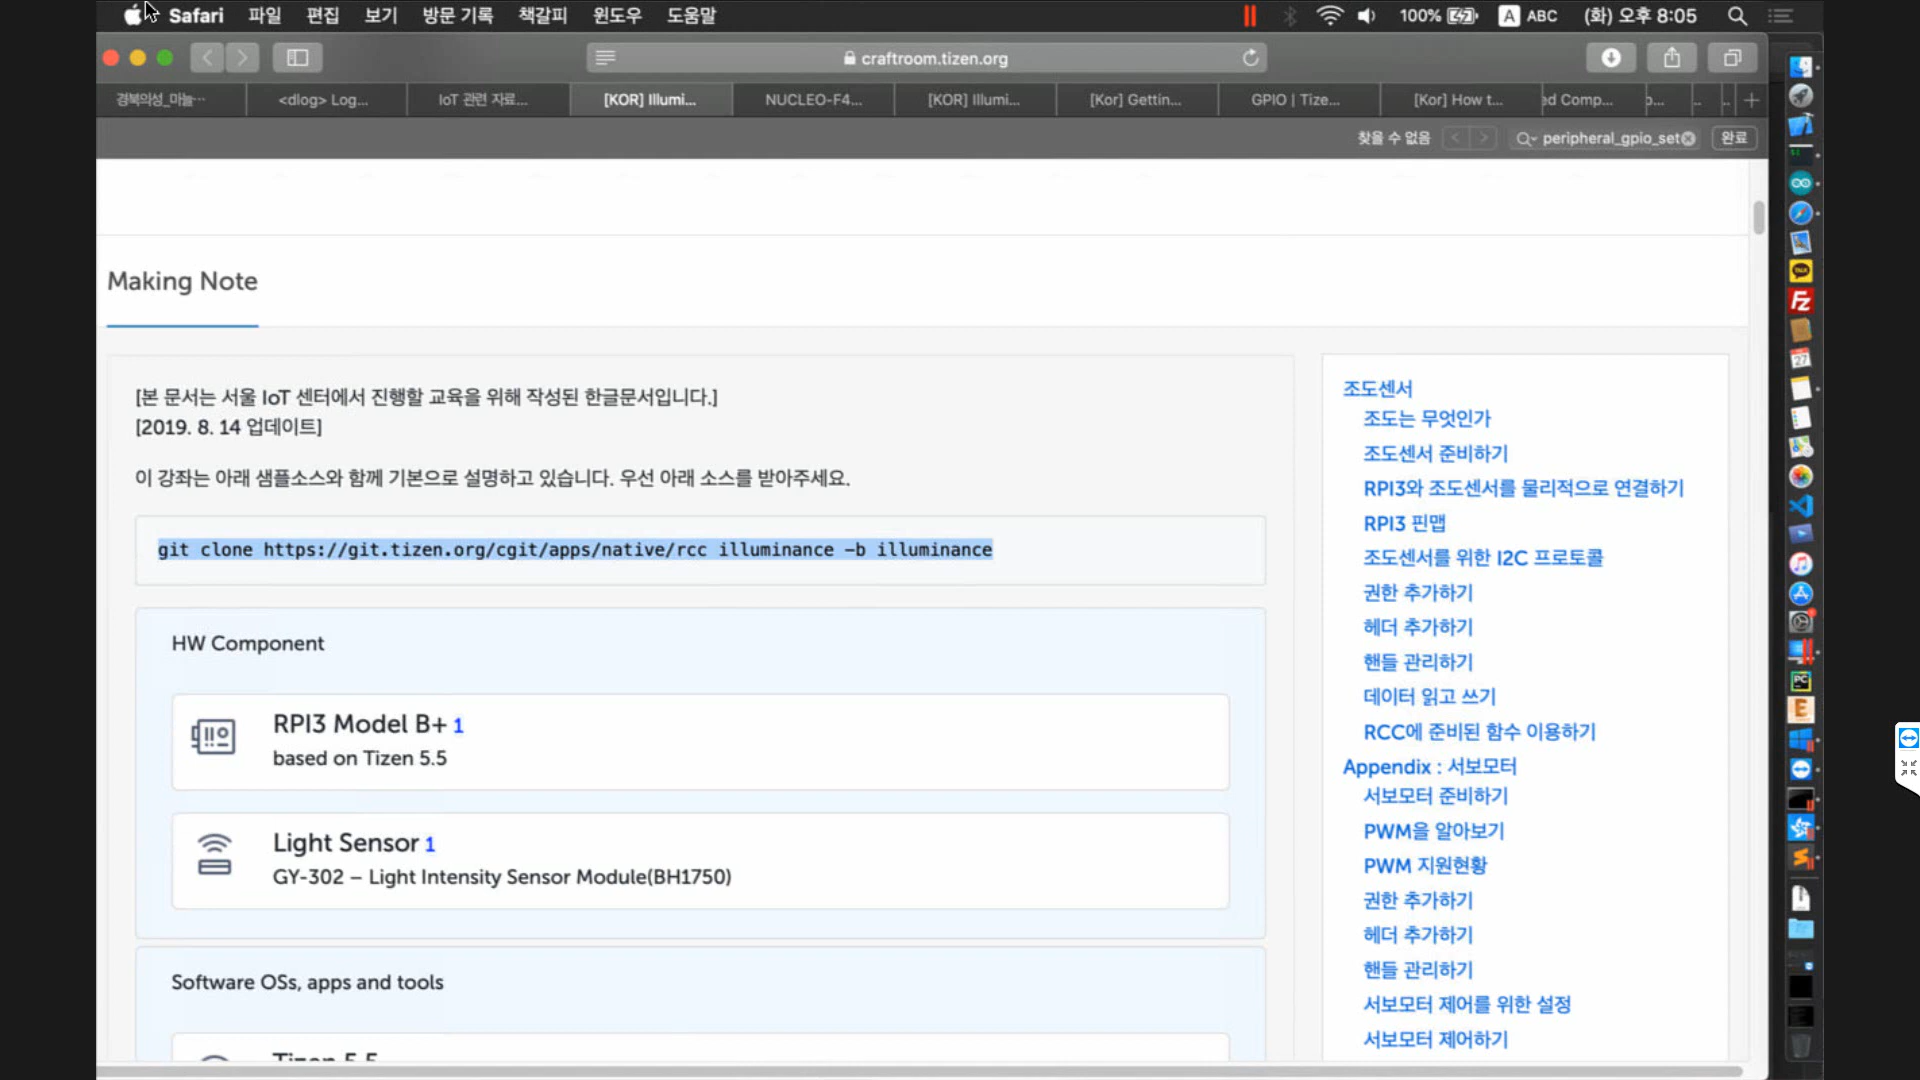 Safari 파일 편집 보기 방문 기록 책갈피 윈도우 도움말 100% A ABC (화) 오후 8:05
craftroom.tizen.org
경북의성_마늘… <dlog> Log... IoT 관련 자료... [KOR] Illumi... NUCLEO-F4... [KOR] Illumi... [Kor] Gettin... GPIO | Tize... [Kor] How t... ed Comp...
찾을 수 없음 peripheral_gpio_set 완료
Making Note
[본 문서는 서울 IoT 센터에서 진행할 교육을 위해 작성된 한글문서입니다.]
[2019. 8. 14 업데이트]
이 강좌는 아래 샘플소스와 함께 기본으로 설명하고 있습니다. 우선 아래 소스를 받아주세요.
git clone https://git.tizen.org/cgit/apps/native/rcc illuminance -b illuminance
HW Component
RPI3 Model B+ 1
based on Tizen 5.5
Light Sensor 1
GY-302 – Light Intensity Sensor Module(BH1750)
Software OSs, apps and tools
Tizen 5.5
조도센서
조도는 무엇인가
조도센서 준비하기
RPI3와 조도센서를 물리적으로 연결하기
RPI3 핀맵
조도센서를 위한 I2C 프로토콜
권한 추가하기
헤더 추가하기
핸들 관리하기
데이터 읽고 쓰기
RCC에 준비된 함수 이용하기
Appendix : 서보모터
서보모터 준비하기
PWM을 알아보기
PWM 지원현황
권한 추가하기
헤더 추가하기
핸들 관리하기
서보모터 제어를 위한 설정
서보모터 제어하기